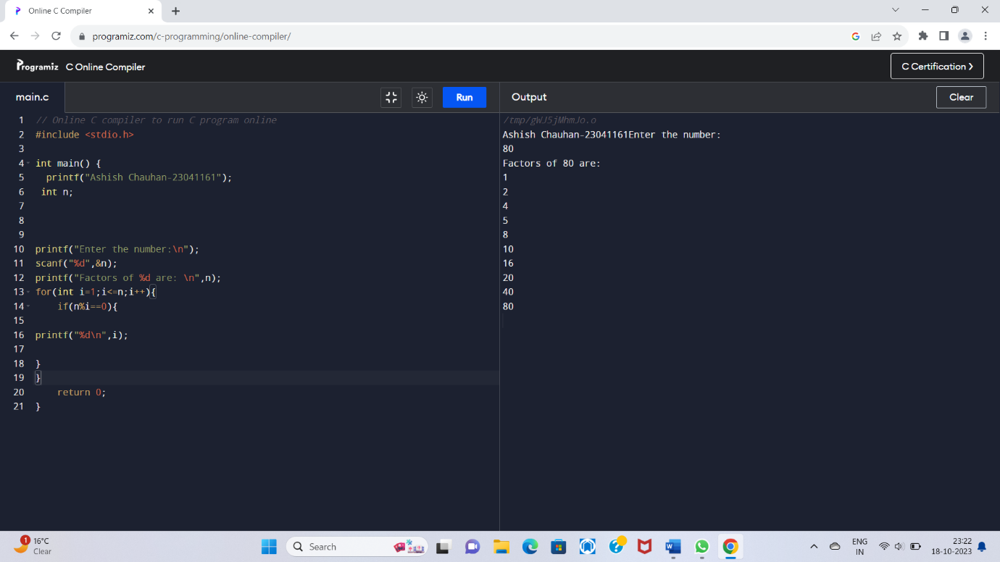 Online C Compiler
programiz.com/c-programming/online-compiler/
Programiz C Online Compiler
C Certification >
main.c
Run
Output
Clear
1 // Online C compiler to run C program online
2 #include <stdio.h>
3
4 int main() {
5 printf("Ashish Chauhan-23041161");
6 int n;
7
8
9
10 printf("Enter the number:\n");
11 scanf("%d",&n);
12 printf("Factors of %d are: \n",n);
13 for(int i=1;i<=n;i++){
14 if(n%i==0){
15
16 printf("%d\n",i);
17
18 }
19 }
20 return 0;
21 }
/tmp/gWJ5jMhmJo.o
Ashish Chauhan-23041161Enter the number:
80
Factors of 80 are:
1
2
4
5
8
10
16
20
40
80
1
16°C
Clear
Search
ENG
IN
23:22
18-10-2023